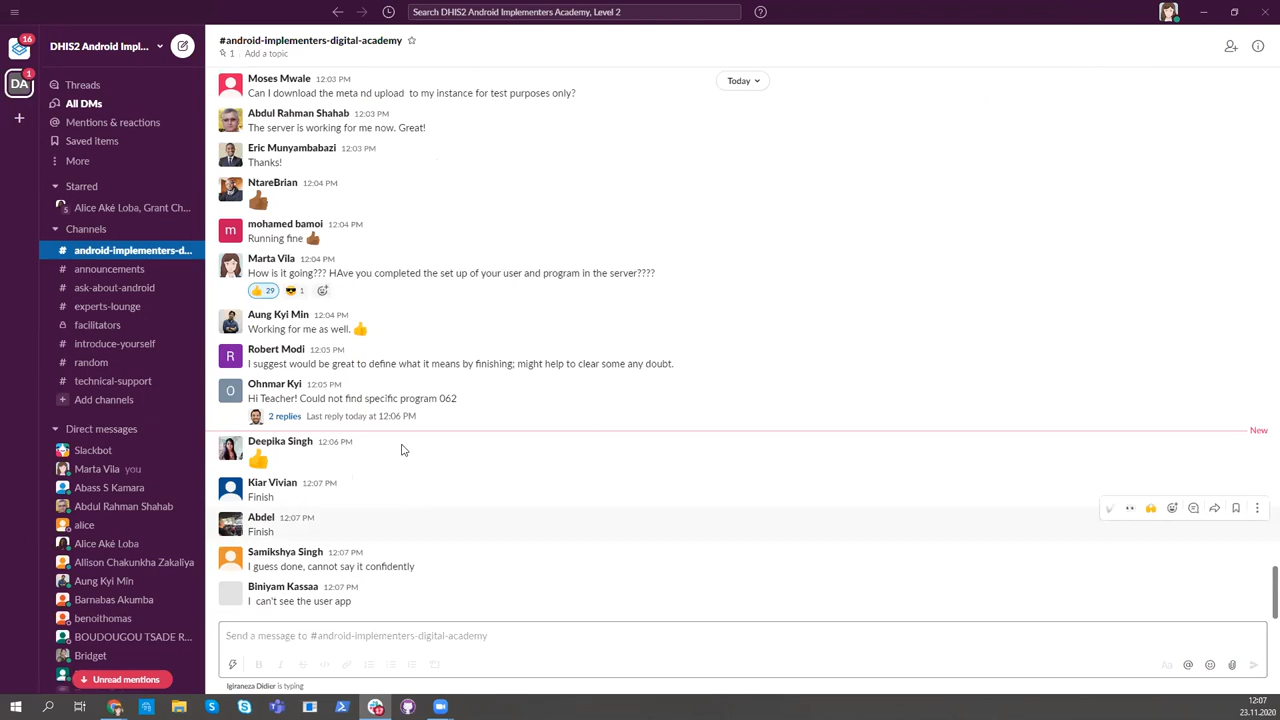 Search DHIS2 Android Implementers Academy, Level 2
16
DHIS2 Android Impl...
DA
1
Threads
All DMs
Mentions & reactions
Saved items
More
Starred
5
Alice Aké Loba, Grant Ch...
Channels
# android-implementers-d...
# announcements
# ask-about-android
# experts-lounge
facilitators
# introduce-yourself
# random
# technical-support
+ Add channels
Direct messages
Slackbot
Marta Vila you
Abass S Kamara
Abdul Rahman Shahab
alice
Alice Aké Loba
Allison Chakunkha Zakaliya
Aung Kyi Min
Barnabas Akumba
benoithomas
BOUDOUGOU TSADE R...
Bridget
Unread mentions
#android-implementers-digital-academy
1 Add a topic
Today
Moses Mwale 12:03 PM
Can I download the meta nd upload to my instance for test purposes only?
Abdul Rahman Shahab 12:03 PM
The server is working for me now. Great!
Eric Munyambabazi 12:03 PM
Thanks!
NtareBrian 12:04 PM
m
mohamed bamoi 12:04 PM
Running fine
Marta Vila 12:04 PM
How is it going??? HAve you completed the set up of your user and program in the server????
29 1
Aung Kyi Min 12:04 PM
Working for me as well.
R
Robert Modi 12:05 PM
I suggest would be great to define what it means by finishing; might help to clear some any doubt.
O
Ohnmar Kyi 12:05 PM
Hi Teacher! Could not find specific program 062
2 replies Last reply today at 12:06 PM
New
Deepika Singh 12:06 PM
Kiar Vivian 12:07 PM
Finish
Abdel 12:07 PM
Finish
Samikshya Singh 12:07 PM
I guess done, cannot say it confidently
Biniyam Kassaa 12:07 PM
I can't see the user app
Send a message to #android-implementers-digital-academy
B I S
Aa @
Igiraneza Didier is typing
12:07
23.11.2020